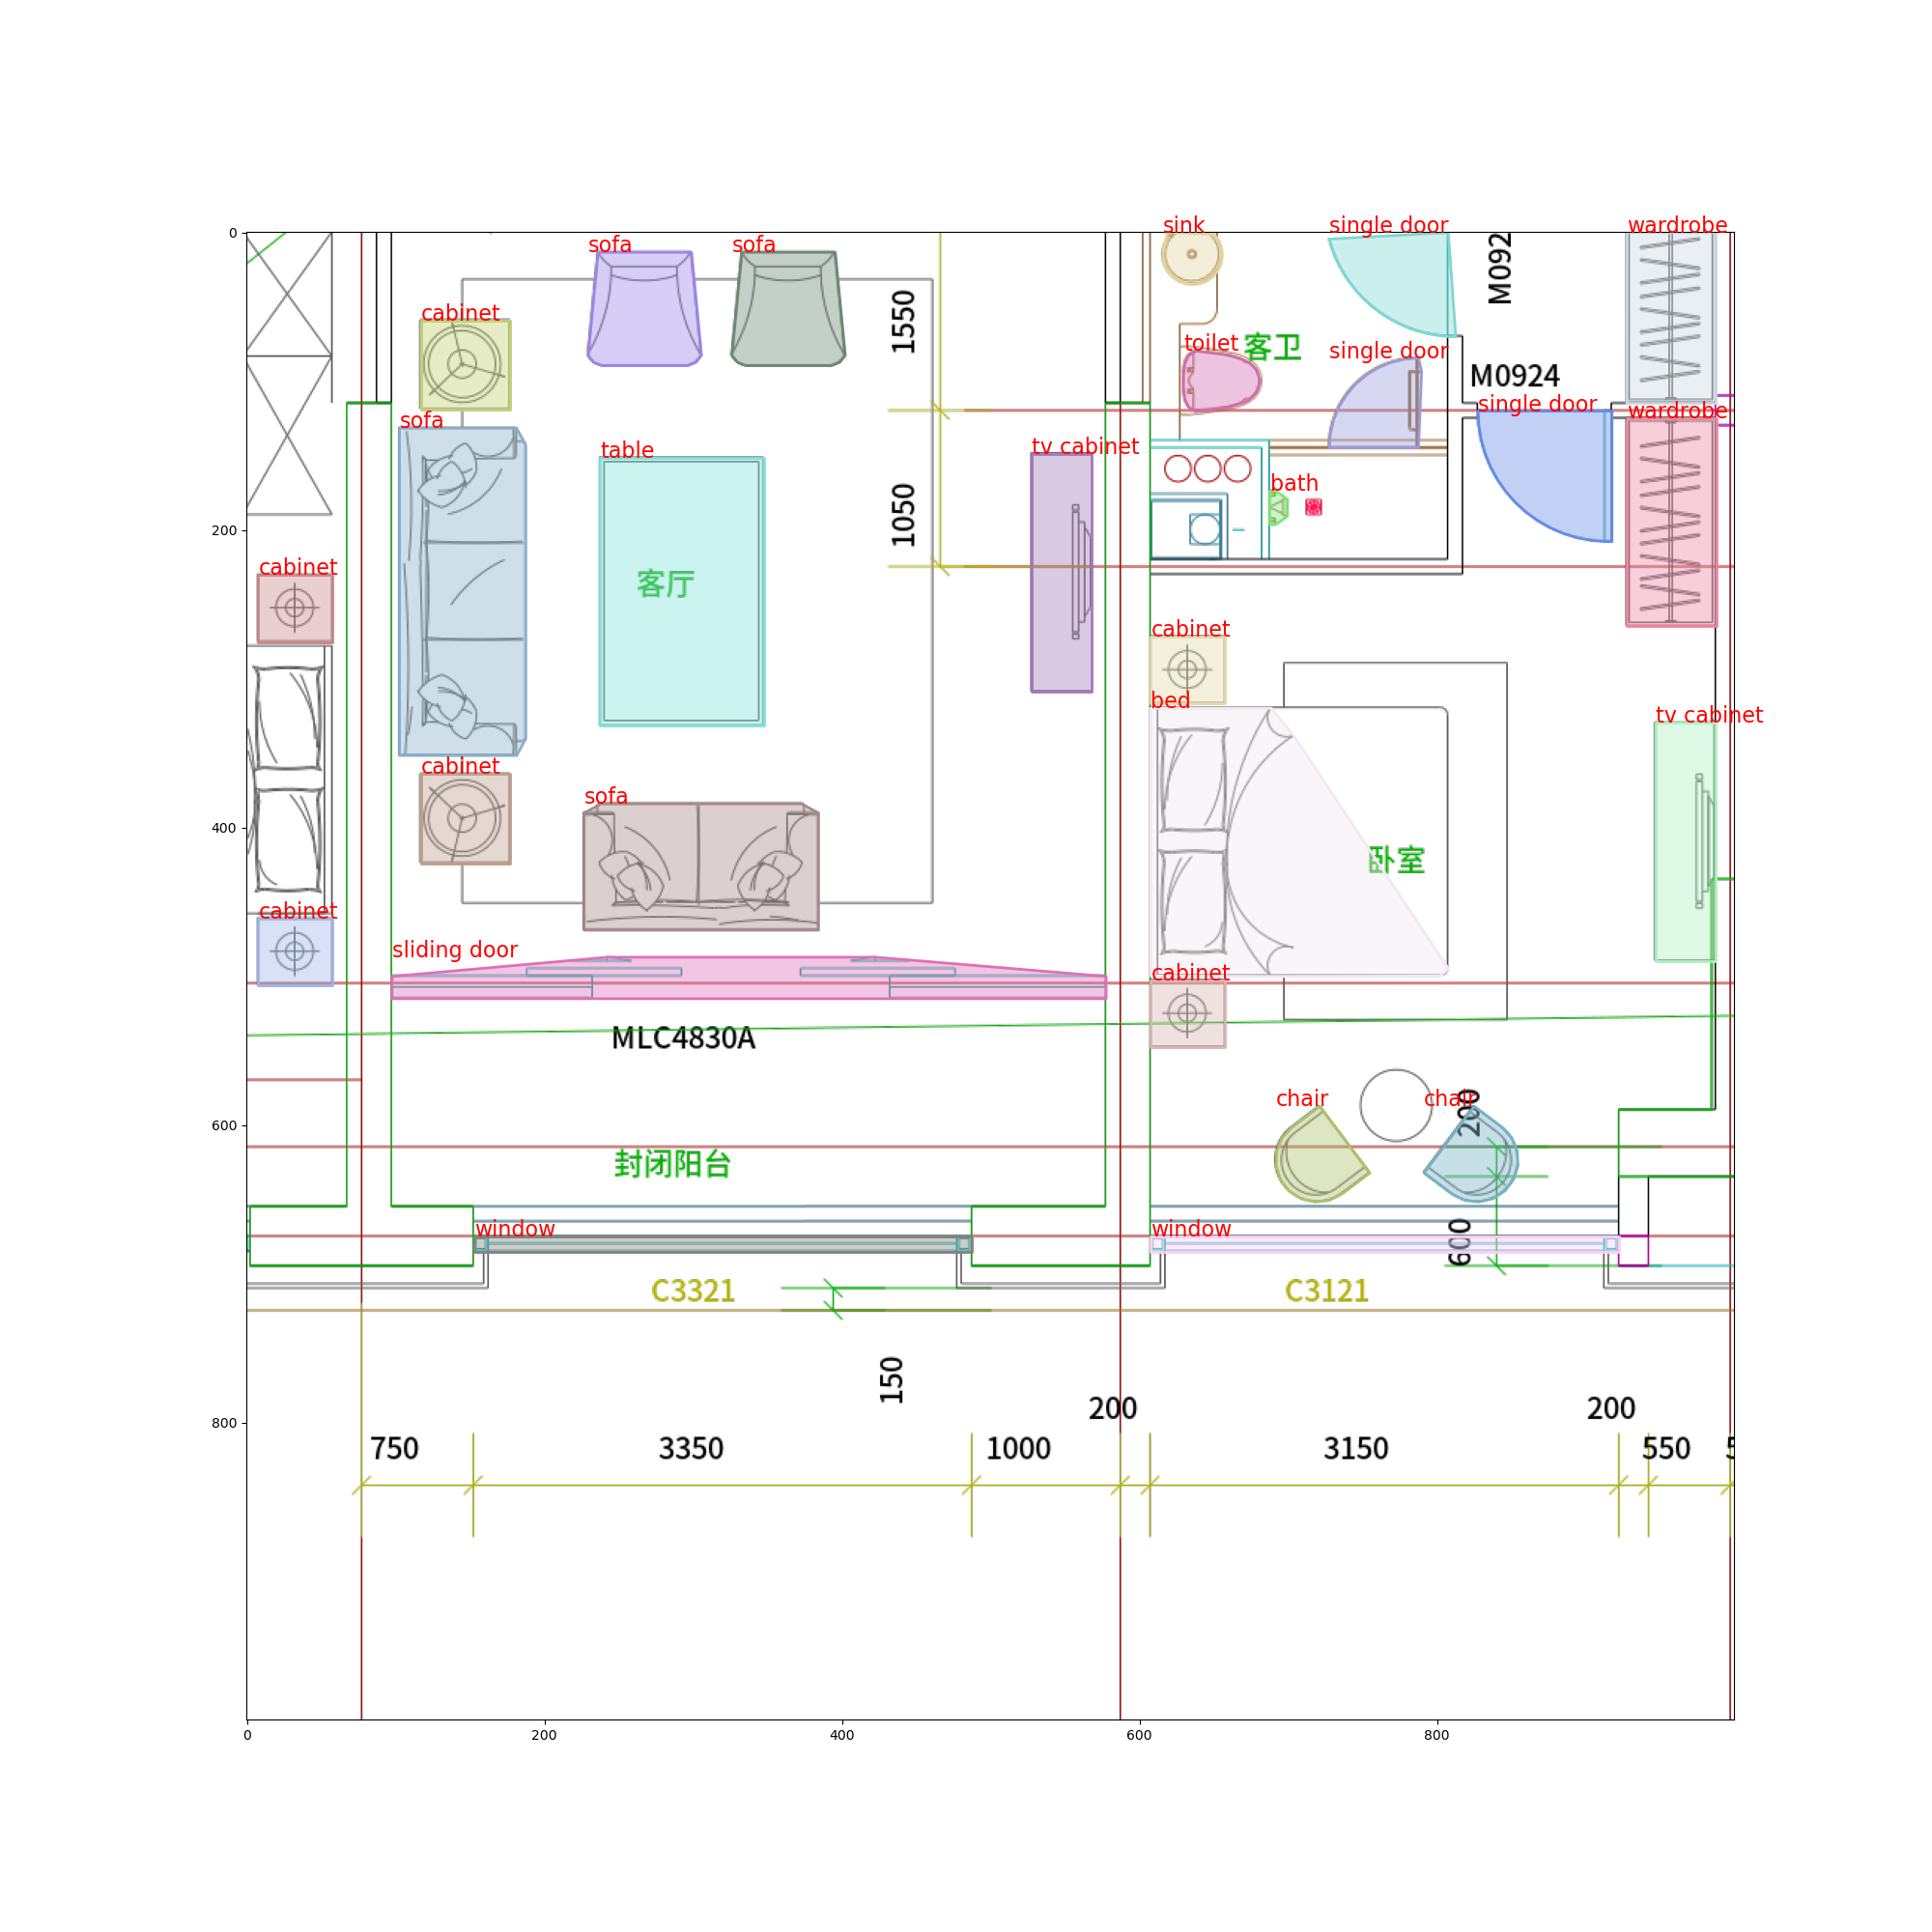 sink
single door
wardrobe
0
sofa
sofa
M092
cabinet
1550
toilet
客卫
single door
M0924
single door
wardrobe
sofa
table
tv cabinet
bath
1050
200
cabinet
客厅
cabinet
bed
tv cabinet
cabinet
sofa
400
卧室
cabinet
sliding door
cabinet
MLC4830A
chair
chair
200
600
封闭阳台
window
window
600
C3321
C3121
150
200
200
800
750
3350
1000
3150
550
0
200
400
600
800